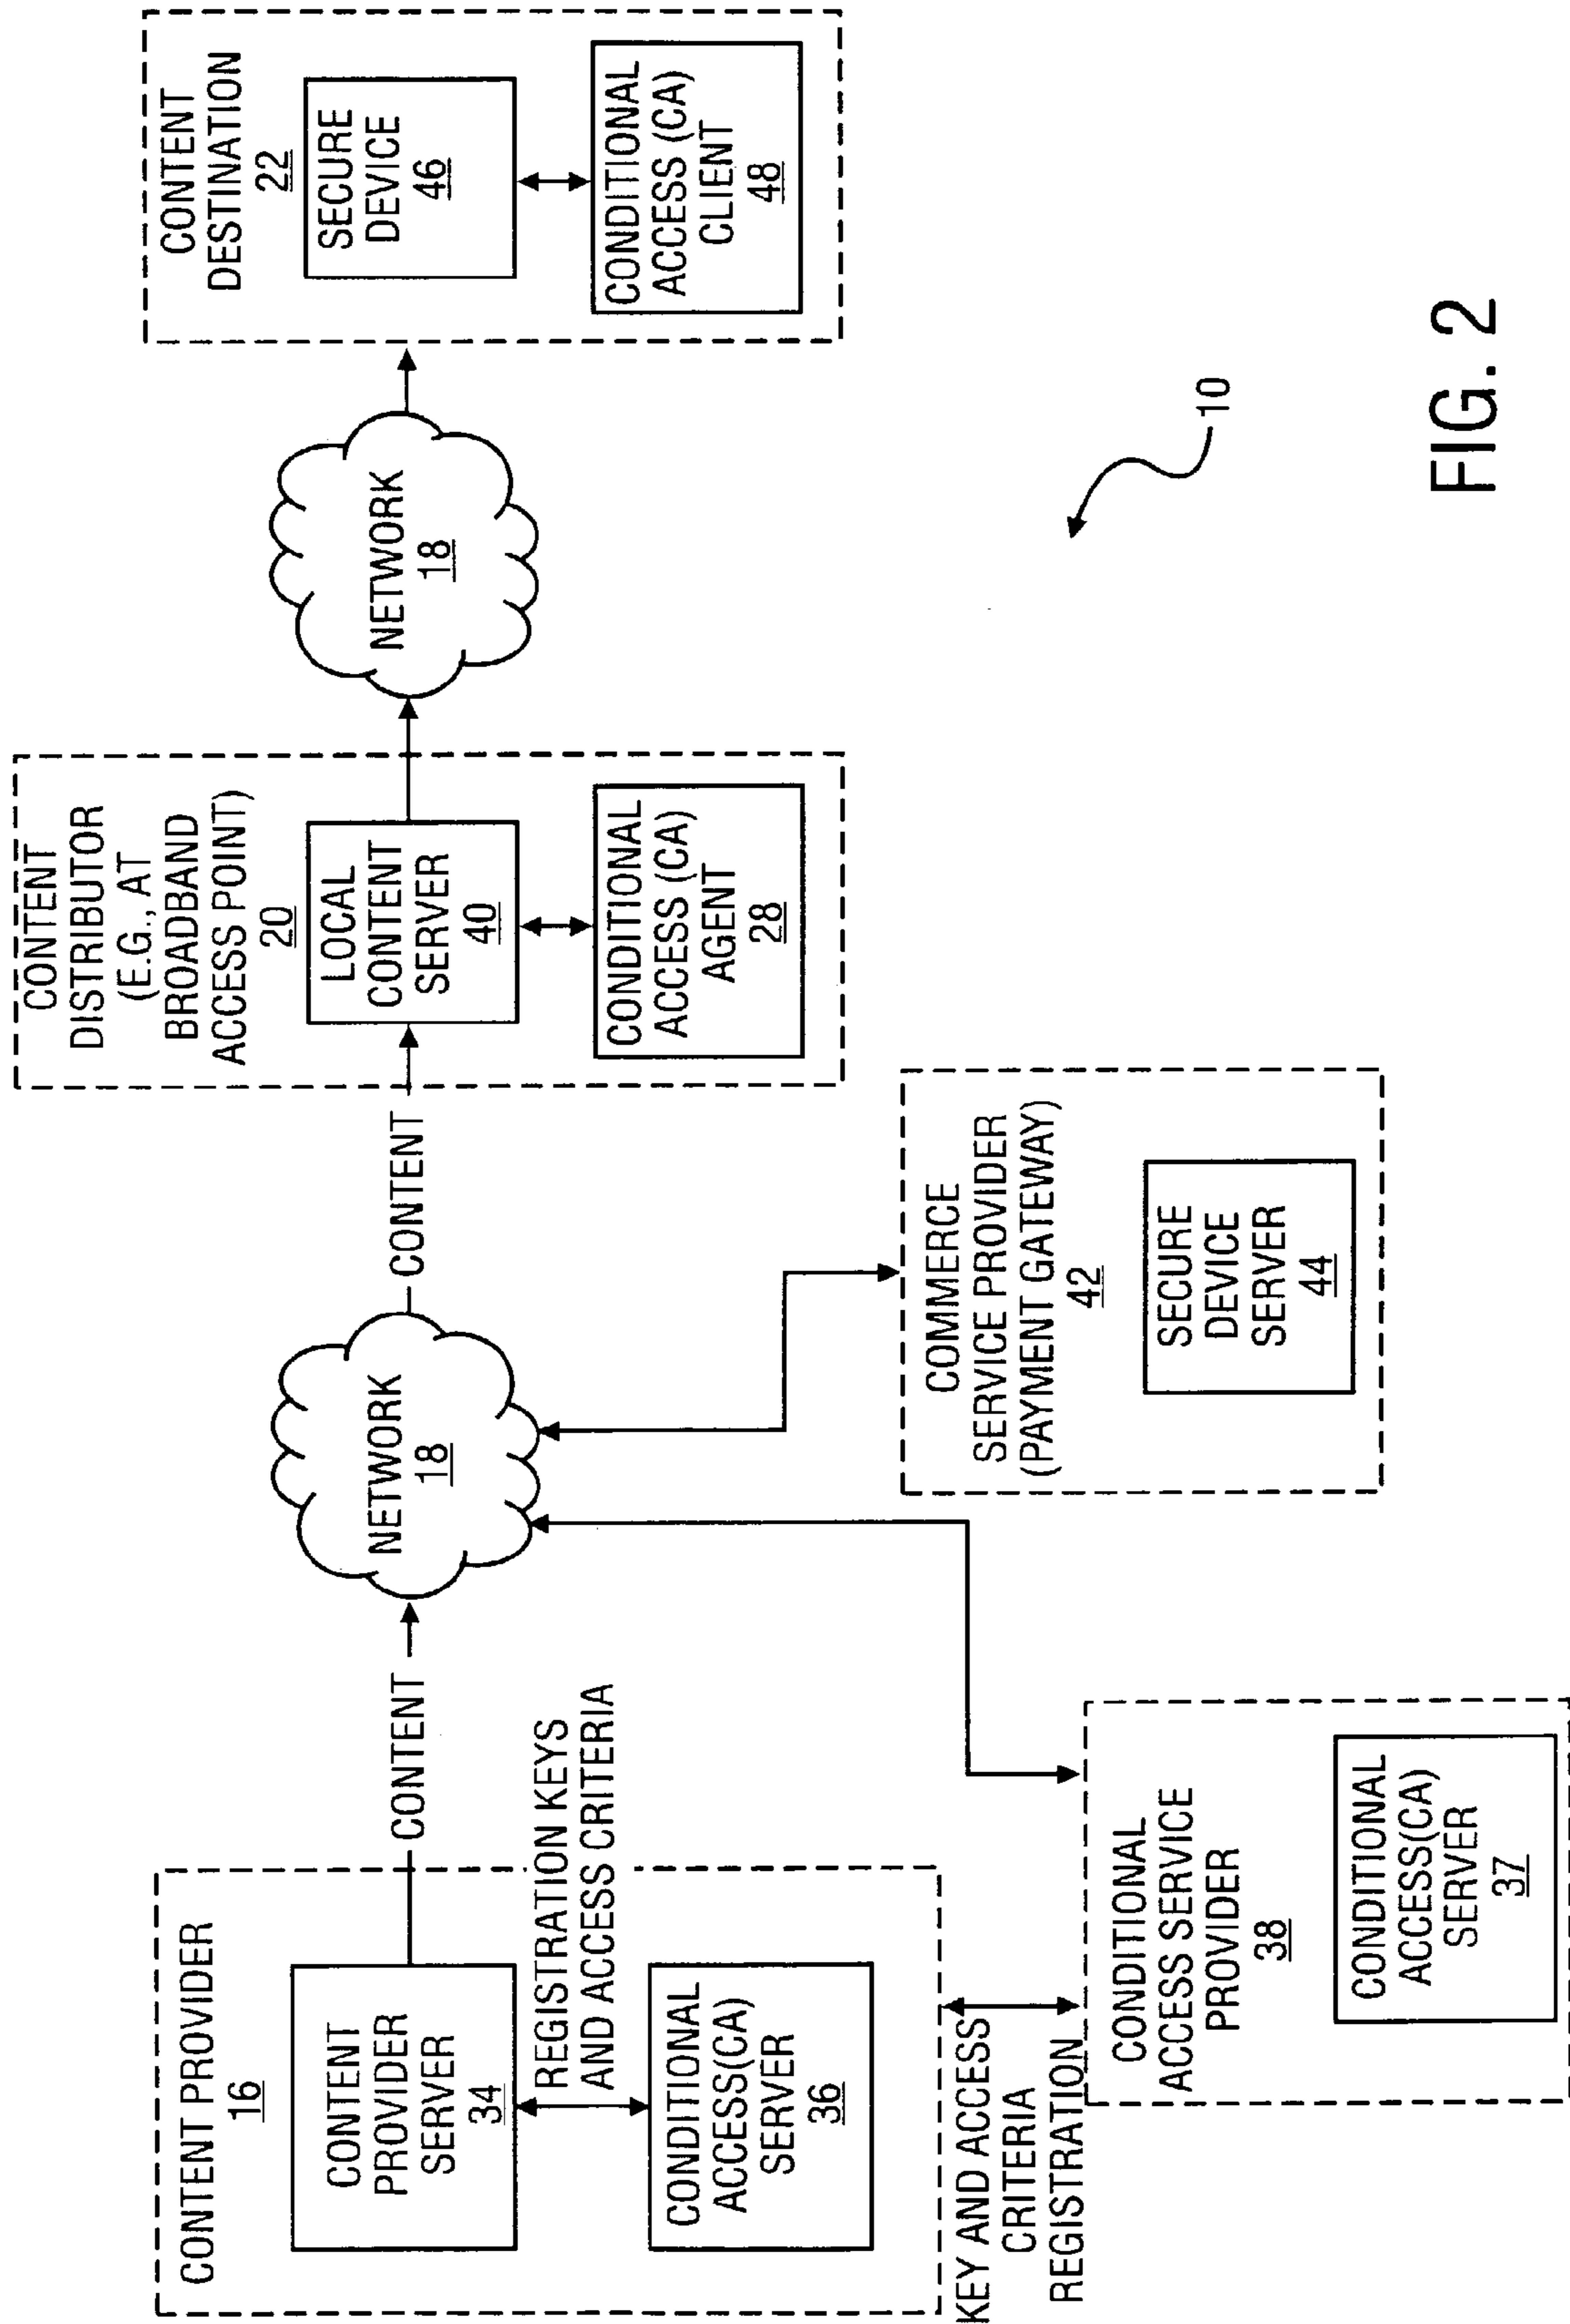 CONTENT PROVIDER
16
CONTENT
PROVIDER
SERVER
34
REGISTRATION KEYS
AND ACCESS CRITERIA
CONDITIONAL
ACCESS(CA)
SERVER
36
KEY AND ACCESS
CRITERIA
REGISTRATION
CONDITIONAL
ACCESS SERVICE
PROVIDER
38
CONDITIONAL
ACCESS(CA)
SERVER
37
CONTENT
NETWORK
18
CONTENT
COMMERCE
SERVICE PROVIDER
(PAYMENT GATEWAY)
42
SECURE
DEVICE
SERVER
44
CONTENT
DISTRIBUTOR
(E.G., AT
BROADBAND
ACCESS POINT)
20
LOCAL
CONTENT
SERVER
40
CONDITIONAL
ACCESS (CA)
AGENT
28
NETWORK
18
CONTENT
DESTINATION
22
SECURE
DEVICE
46
CONDITIONAL
ACCESS (CA)
CLIENT
48
10
FIG. 2